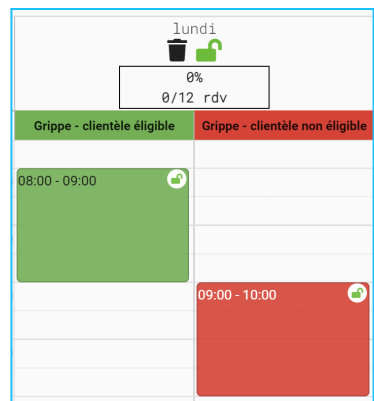 lundi
0%
0/12 rdv
Grippe - clientèle éligible
Grippe - clientèle non éligible
08:00 - 09:00
09:00 - 10:00